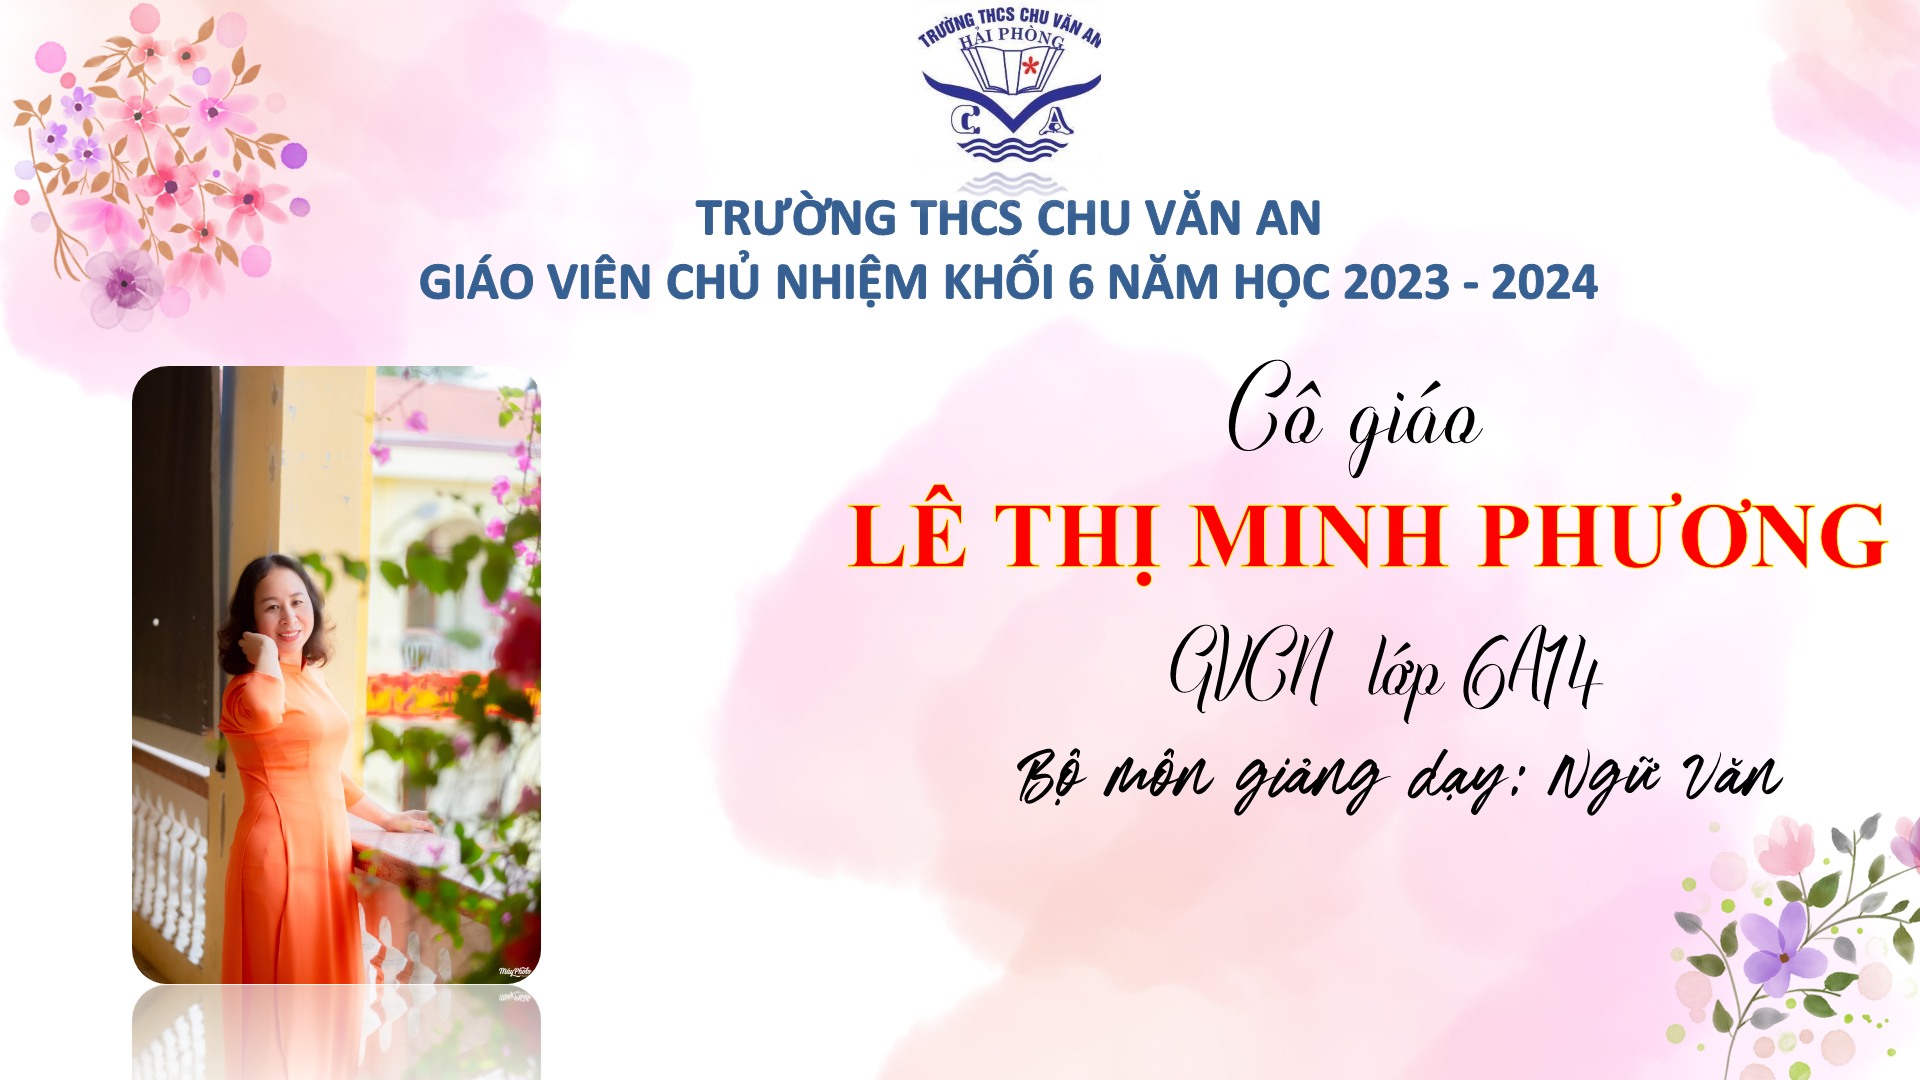 TRƯỜNG THCS CHU VĂN AN
HẢI PHÒNG
C A
TRƯỜNG THCS CHU VĂN AN
GIÁO VIÊN CHỦ NHIỆM KHỐI 6 NĂM HỌC 2023 - 2024
Cô giáo
LÊ THỊ MINH PHƯƠNG
GVCN lớp 6A14
Bộ môn giảng dạy: Ngữ Văn
MâyPhoto